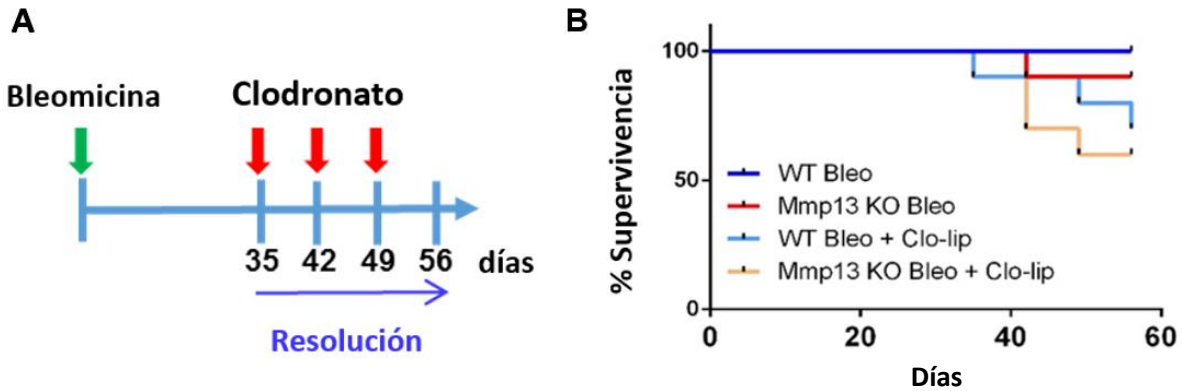 A
Bleomicina
Clodronato
35 42 49 56 días
Resolución
B
% Supervivencia
100
50
0
WT Bleo
Mmp13 KO Bleo
WT Bleo + Clo-lip
Mmp13 KO Bleo + Clo-lip
0 20 40 60
Días